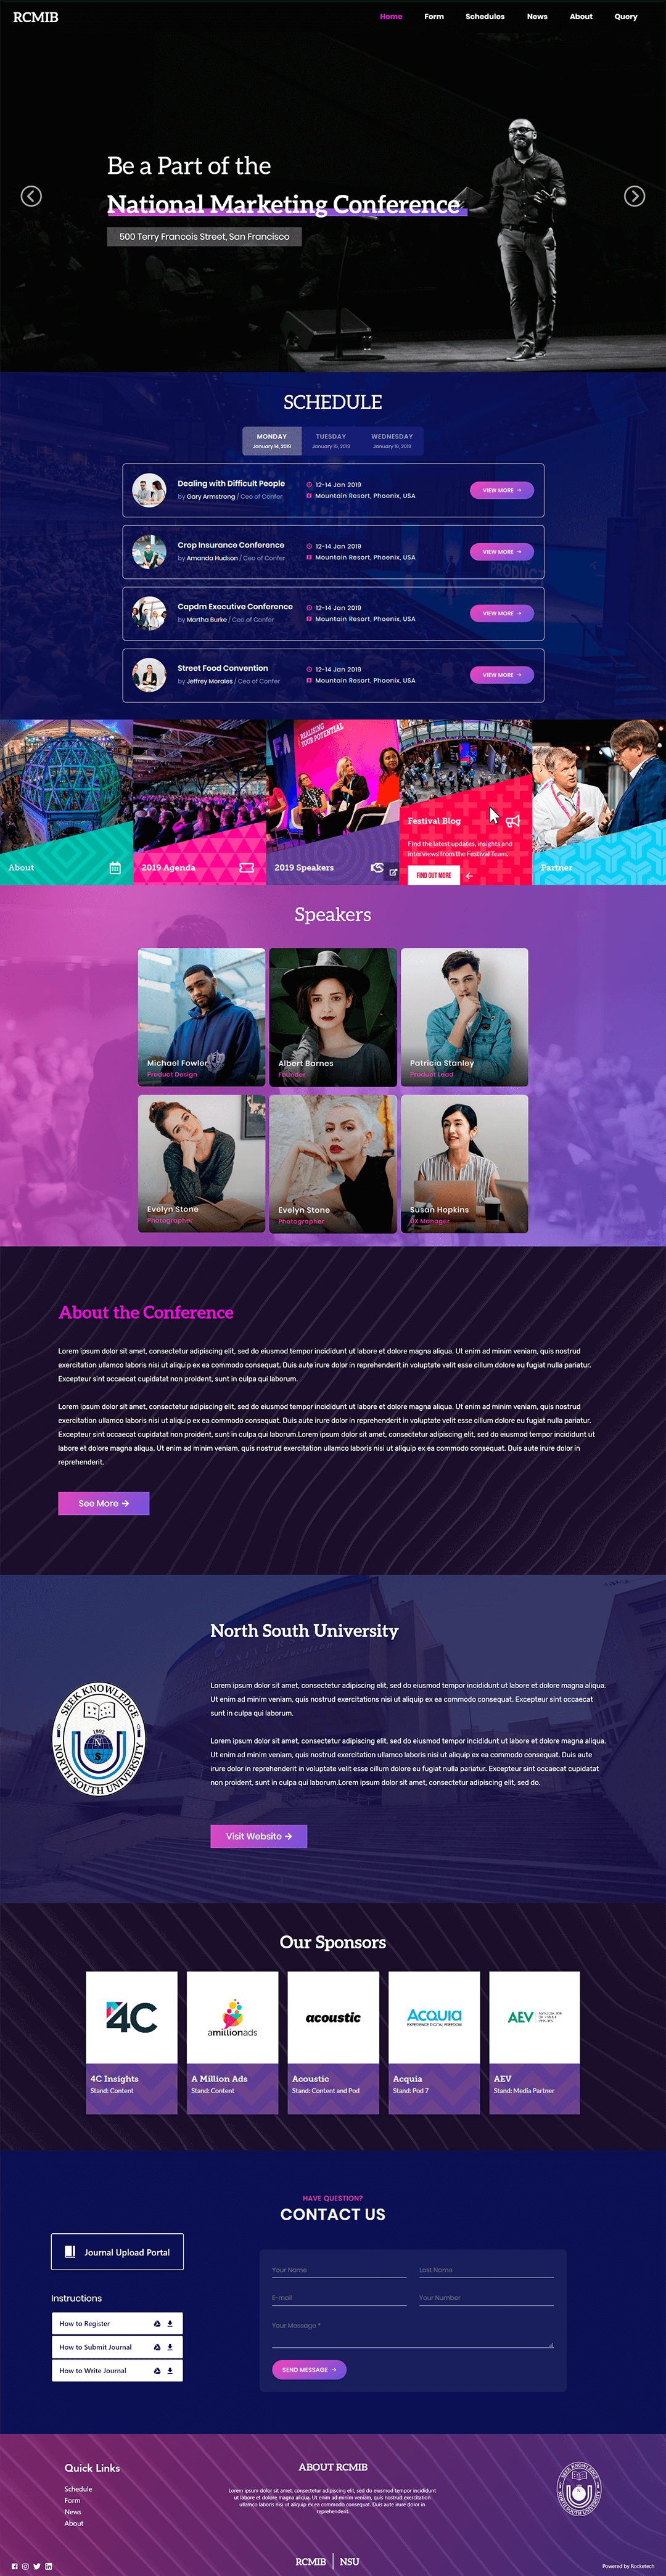 RCMIB
Home Form Schedules News About Query
Be a Part of the
National Marketing Conference
500 Terry Francois Street, San Francisco
SCHEDULE
MONDAY TUESDAY WEDNESDAY
January 14, 2019 January 15, 2019 January 16, 2019
Dealing with Difficult People
by Gary Armstrong / Ceo of Confer
12-14 Jan 2019
Mountain Resort, Phoenix, USA
VIEW MORE
Crop Insurance Conference
by Amanda Hudson / Ceo of Confer
12-14 Jan 2019
Mountain Resort, Phoenix, USA
VIEW MORE
Capdm Executive Conference
by Martha Burke / Ceo of Confer
12-14 Jan 2019
Mountain Resort, Phoenix, USA
VIEW MORE
Street Food Convention
by Jeffrey Morales / Ceo of Confer
12-14 Jan 2019
Mountain Resort, Phoenix, USA
VIEW MORE
PRODUC
REALISING
YOUR POTENTIAL
About
2019 Agenda
2019 Speakers
Festival Blog
Find the latest updates, insights and
interviews from the Festival Team.
FIND OUT MORE
Partner
Speakers
Michael Fowler
Product Design
Albert Barnes
Founder
Patricia Stanley
Product Lead
Evelyn Stone
Photographer
Evelyn Stone
Photographer
Susan Hopkins
UX Manager
About the Conference
Lorem ipsum dolor sit amet, consectetur adipiscing elit, sed do eiusmod tempor incididunt ut labore et dolore magna aliqua. Ut enim ad minim veniam, quis nostrud
exercitation ullamco laboris nisi ut aliquip ex ea commodo consequat. Duis aute irure dolor in reprehenderit in voluptate velit esse cillum dolore eu fugiat nulla pariatur.
Excepteur sint occaecat cupidatat non proident, sunt in culpa qui laborum.
Lorem ipsum dolor sit amet, consectetur adipiscing elit, sed do eiusmod tempor incididunt ut labore et dolore magna aliqua. Ut enim ad minim veniam, quis nostrud
exercitation ullamco laboris nisi ut aliquip ex ea commodo consequat. Duis aute irure dolor in reprehenderit in voluptate velit esse cillum dolore eu fugiat nulla pariatur.
Excepteur sint occaecat cupidatat non proident, sunt in culpa qui laborum.Lorem ipsum dolor sit amet, consectetur adipiscing elit, sed do eiusmod tempor incididunt ut
labore et dolore magna aliqua. Ut enim ad minim veniam, quis nostrud exercitation ullamco laboris nisi ut aliquip ex ea commodo consequat. Duis aute irure dolor in
reprehenderit.
See More
North South University
SEEK KNOWLEDGE
1992
N
S
NORTH SOUTH UNIVERSITY
Lorem ipsum dolor sit amet, consectetur adipiscing elit, sed do eiusmod tempor incididunt ut labore et dolore magna aliqua.
Ut enim ad minim veniam, quis nostrud exercitations nisi ut aliquip ex ea commodo consequat. Excepteur sint occaecat
sunt in culpa qui laborum.
Lorem ipsum dolor sit amet, consectetur adipiscing elit, sed do eiusmod tempor incididunt ut labore et dolore magna aliqua.
Ut enim ad minim veniam, quis nostrud exercitation ullamco laboris nisi ut aliquip ex ea commodo consequat. Duis aute
irure dolor in reprehenderit in voluptate velit esse cillum dolore eu fugiat nulla pariatur. Excepteur sint occaecat cupidatat
non proident, sunt in culpa qui laborum.Lorem ipsum dolor sit amet, consectetur adipiscing elit, sed do.
Visit Website
Our Sponsors
4C
amillionads
acoustic
Acquia
EXPERIENCE DIGITAL FREEDOM
AEV
4C Insights
Stand: Content
A Million Ads
Stand: Content
Acoustic
Stand: Content and Pod
Acquia
Stand: Pod 7
AEV
Stand: Media Partner
HAVE QUESTION?
CONTACT US
Journal Upload Portal
Instructions
How to Register
How to Submit Journal
How to Write Journal
Your Name Last Name
E-mail Your Number
Your Message *
SEND MESSAGE
Quick Links
Schedule
Form
News
About
ABOUT RCMIB
Lorem ipsum dolor sit amet, consectetur adipiscing elit, sed do eiusmod tempor incididunt
ut labore et dolore magna aliqua. Ut enim ad minim veniam, quis nostrud exercitation
ullamco laboris nisi ut aliquip ex ea commodo consequat. Duis aute irure dolor in
reprehenderit.
SEEK KNOWLEDGE
NORTH SOUTH UNIVERSITY
RCMIB NSU
Powered by Rocketech